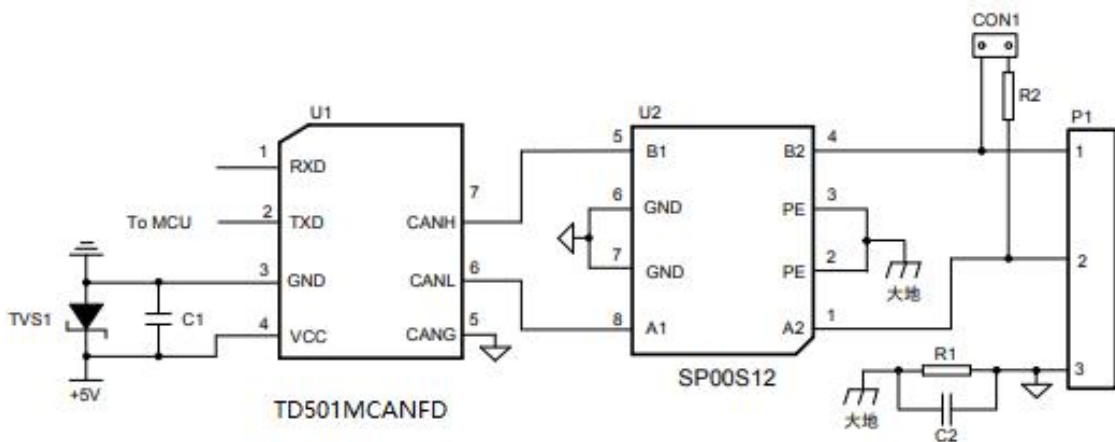 CON1
R2
P1
U1
U2
1
RXD
2
TXD
To MCU
3
GND
4
VCC
7
CANH
6
CANL
5
CANG
TD501MCANFD
TVS1
C1
+5V
5
B1
6
GND
7
GND
8
A1
4
B2
3
PE
2
PE
1
A2
SP00S12
大地
1
2
3
R1
大地
C2